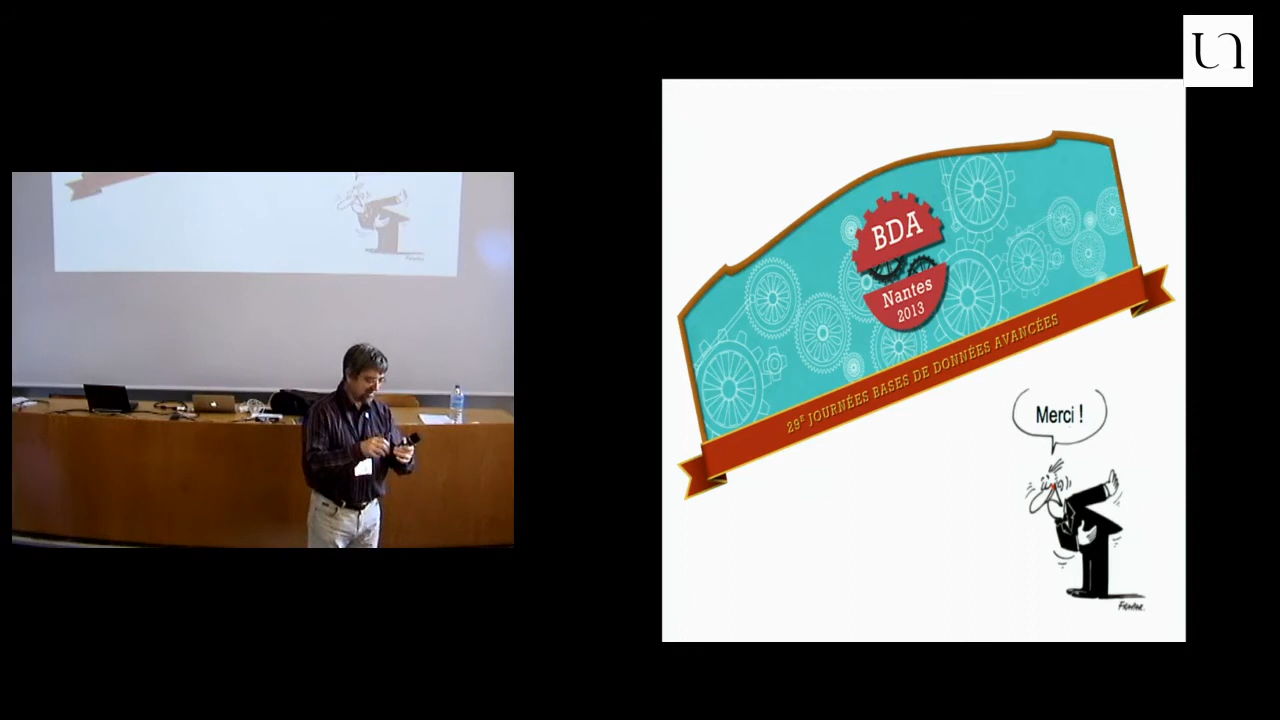 BDA
Nantes
2013
29E JOURNÉES BASES DE DONNÉES AVANCÉES
Merci !